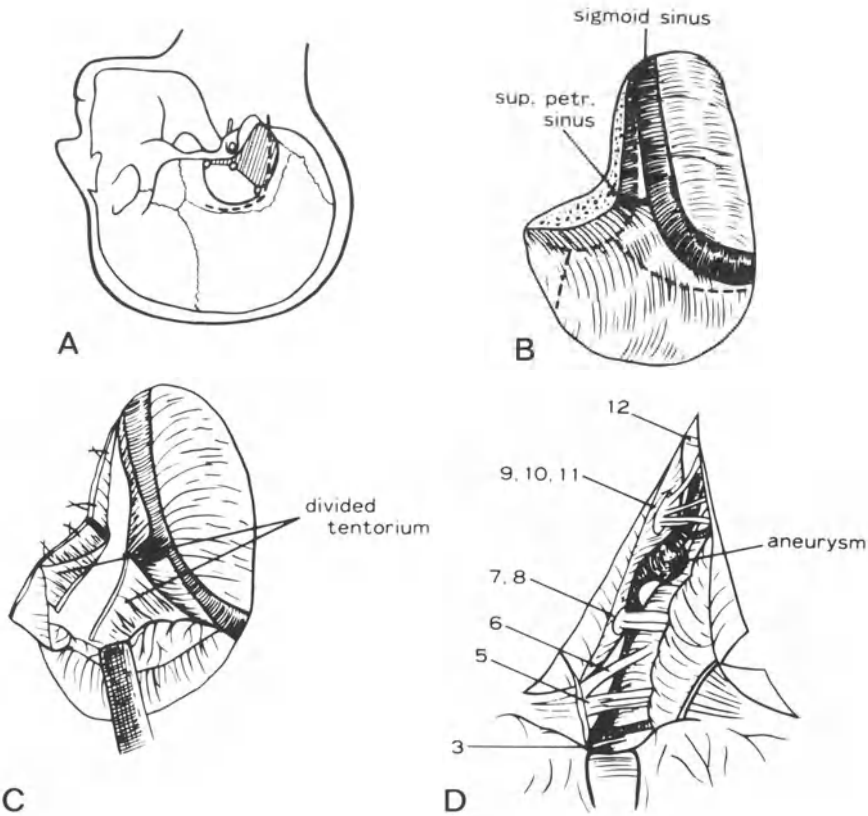 A
sigmoid sinus
sup. petr.
sinus
B
divided
tentorium
C
12
9, 10, 11
aneurysm
7, 8
6
5
3
D